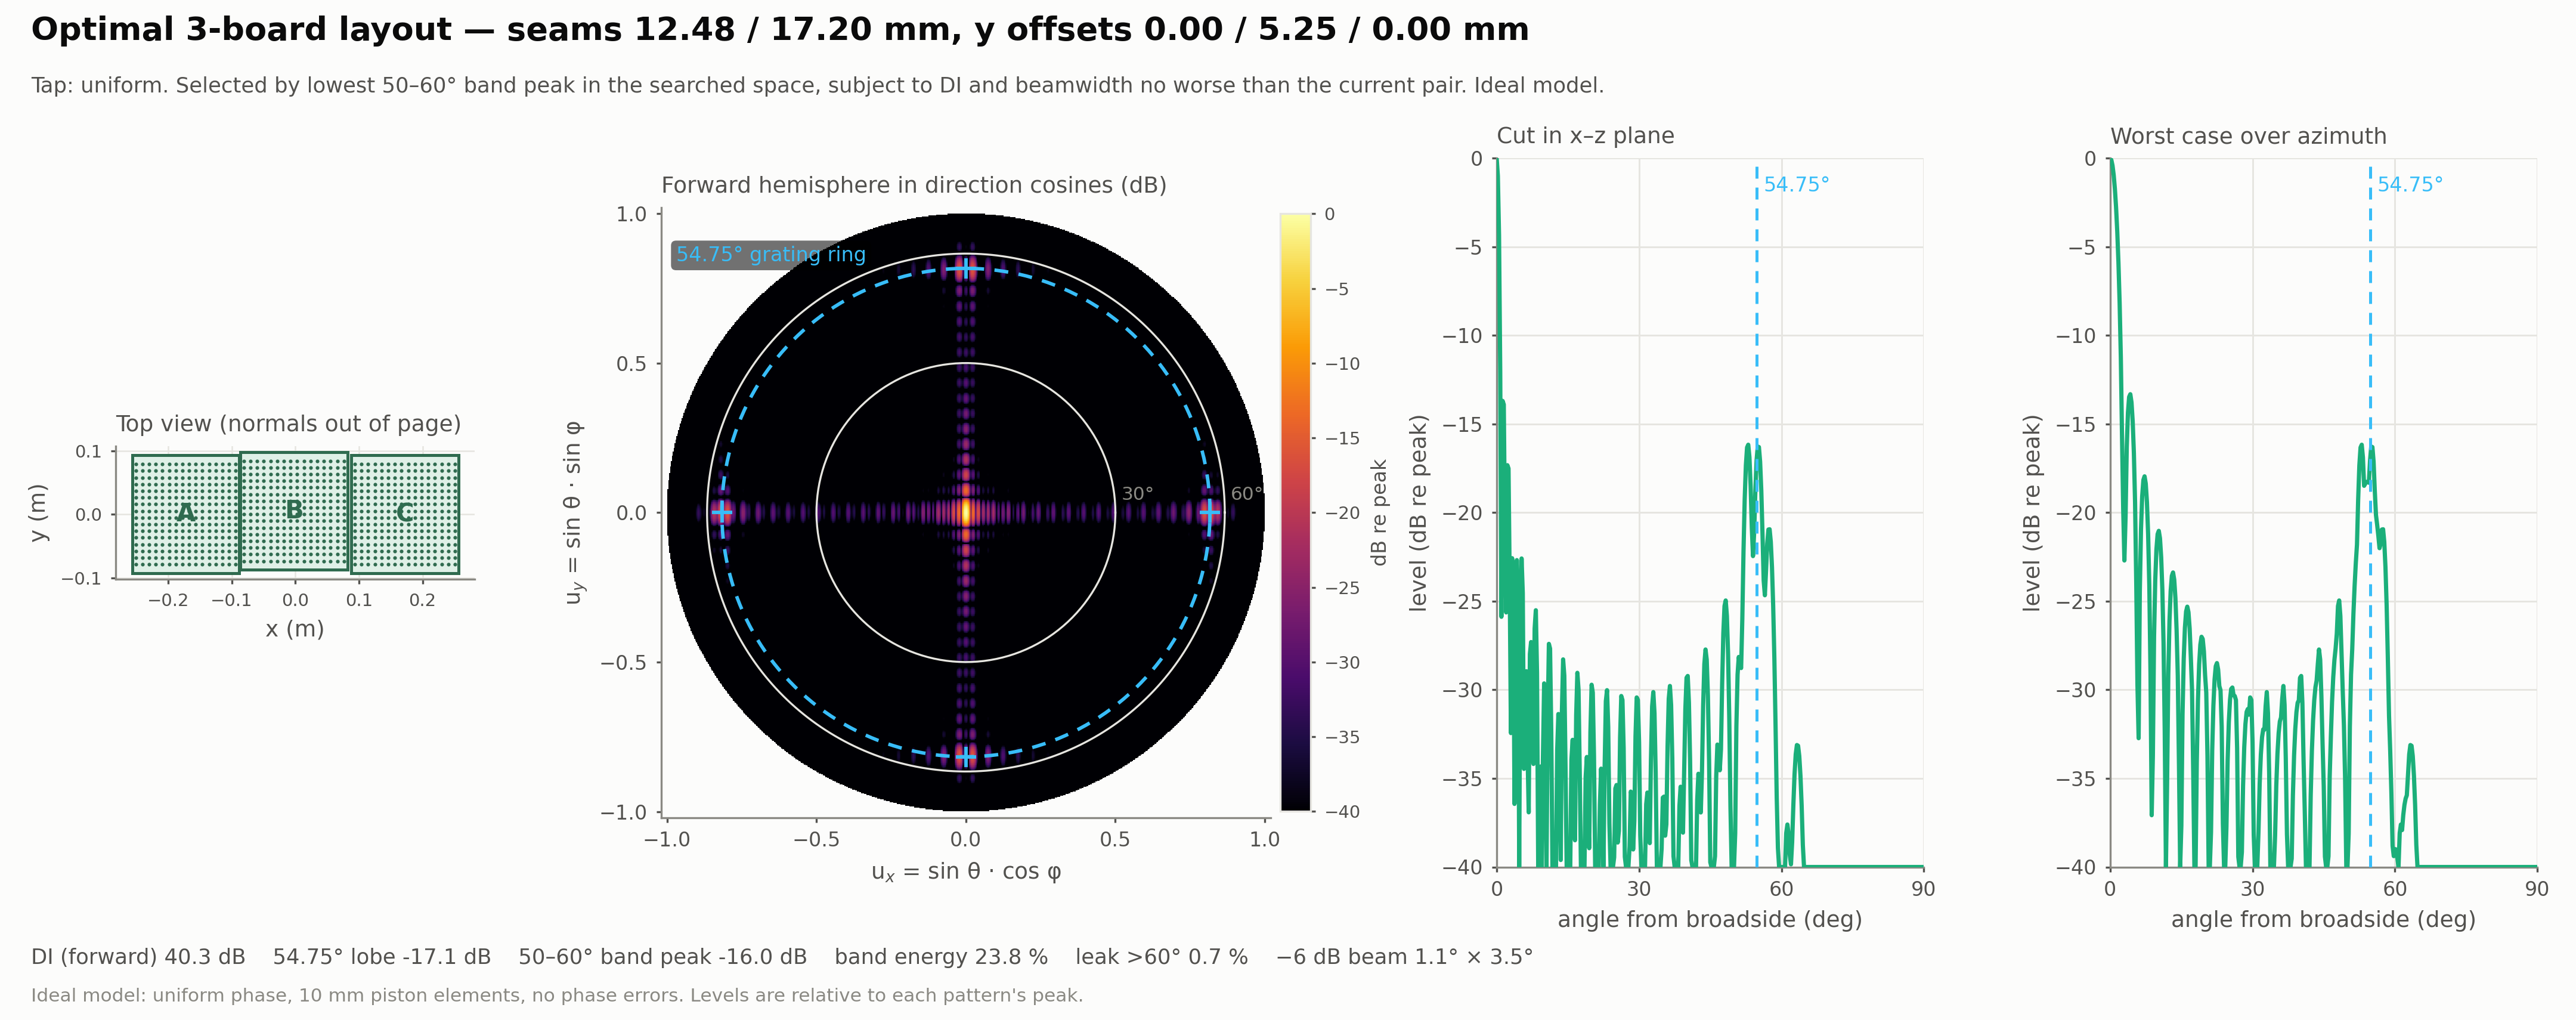 Optimal 3-board layout — seams 12.48 / 17.20 mm, y offsets 0.00 / 5.25 / 0.00 mm
Tap: uniform. Selected by lowest 50–60° band peak in the searched space, subject to DI and beamwidth no worse than the current pair. Ideal model.
Top view (normals out of page)
y (m)
0.1
0.0
−0.1
A
B
C
−0.2
−0.1
0.0
0.1
0.2
x (m)
Forward hemisphere in direction cosines (dB)
54.75° grating ring
30°
60°
uy = sin θ · sin φ
1.0
0.5
0.0
−0.5
−1.0
−1.0
−0.5
0.0
0.5
1.0
ux = sin θ · cos φ
0
−5
−10
−15
−20
−25
−30
−35
−40
dB re peak
Cut in x–z plane
54.75°
level (dB re peak)
0
−5
−10
−15
−20
−25
−30
−35
−40
0
30
60
90
angle from broadside (deg)
Worst case over azimuth
54.75°
level (dB re peak)
0
−5
−10
−15
−20
−25
−30
−35
−40
0
30
60
90
angle from broadside (deg)
DI (forward) 40.3 dB 54.75° lobe -17.1 dB 50–60° band peak -16.0 dB band energy 23.8 % leak >60° 0.7 % −6 dB beam 1.1° × 3.5°
Ideal model: uniform phase, 10 mm piston elements, no phase errors. Levels are relative to each pattern's peak.